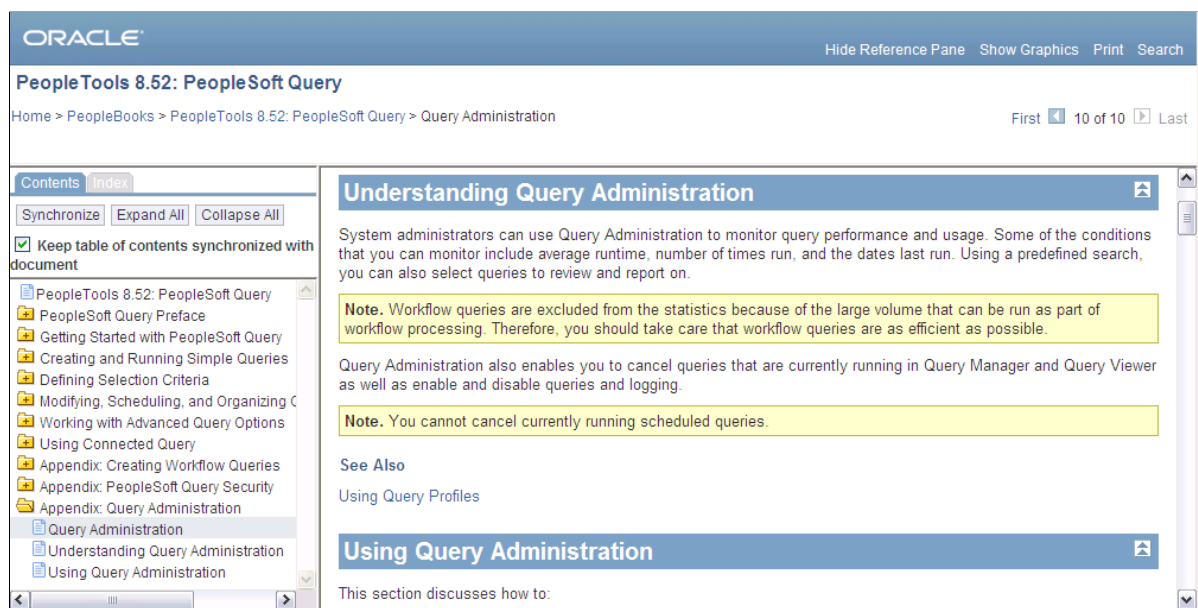 ORACLE
Hide Reference Pane Show Graphics Print Search
PeopleTools 8.52: PeopleSoft Query
Home > PeopleBooks > PeopleTools 8.52: PeopleSoft Query > Query Administration
First 10 of 10 Last
Contents Index
Synchronize Expand All Collapse All
Keep table of contents synchronized with
document
PeopleTools 8.52: PeopleSoft Query
PeopleSoft Query Preface
Getting Started with PeopleSoft Query
Creating and Running Simple Queries
Defining Selection Criteria
Modifying, Scheduling, and Organizing
Working with Advanced Query Options
Using Connected Query
Appendix: Creating Workflow Queries
Appendix: PeopleSoft Query Security
Appendix: Query Administration
Query Administration
Understanding Query Administration
Using Query Administration
Understanding Query Administration
System administrators can use Query Administration to monitor query performance and usage. Some of the conditions
that you can monitor include average runtime, number of times run, and the dates last run. Using a predefined search,
you can also select queries to review and report on.
Note. Workflow queries are excluded from the statistics because of the large volume that can be run as part of
workflow processing. Therefore, you should take care that workflow queries are as efficient as possible.
Query Administration also enables you to cancel queries that are currently running in Query Manager and Query Viewer
as well as enable and disable queries and logging.
Note. You cannot cancel currently running scheduled queries.
See Also
Using Query Profiles
Using Query Administration
This section discusses how to: